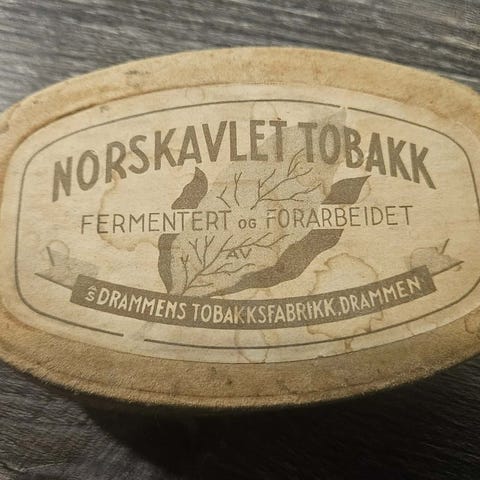 NORSKAVLET TOBAKK
FERMENTERT OG FORARBEIDET
AV
A/S DRAMMENS TOBAKKSFABRIKK, DRAMMEN